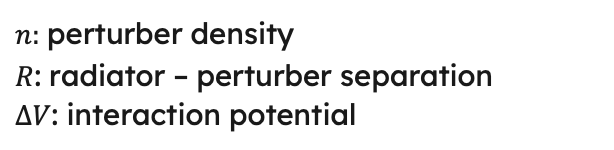 n: perturber density
R: radiator – perturber separation
ΔV: interaction potential